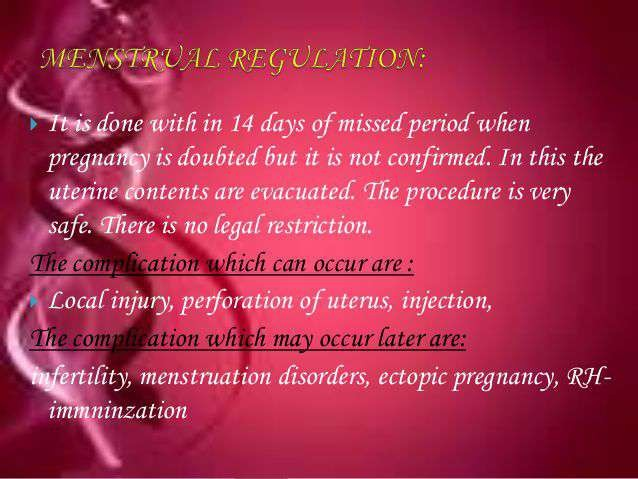 MENSTRUAL REGULATION:
It is done with in 14 days of missed period when
pregnancy is doubted but it is not confirmed. In this the
uterine contents are evacuated. The procedure is very
safe. There is no legal restriction.
The complication which can occur are :
Local injury, perforation of uterus, injection,
The complication which may occur later are:
infertility, menstruation disorders, ectopic pregnancy, RH-
immninzation